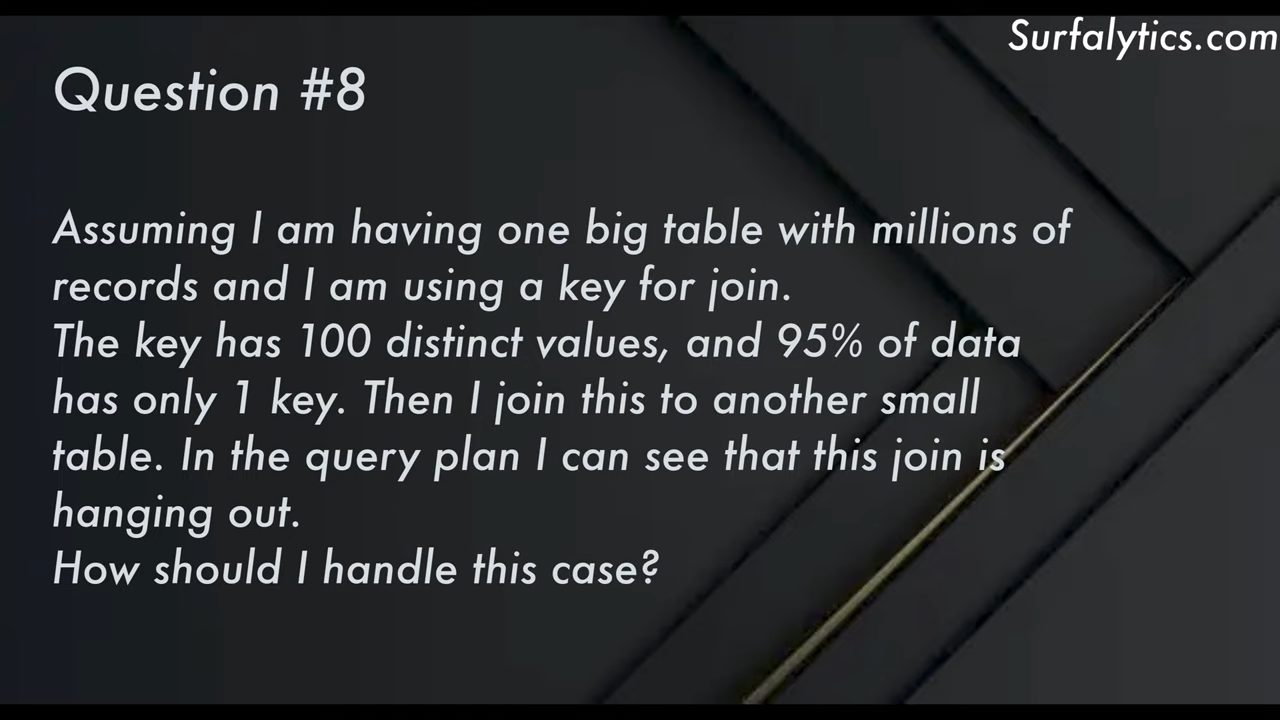 Surfalytics.com
Question #8
Assuming I am having one big table with millions of
records and I am using a key for join.
The key has 100 distinct values, and 95% of data
has only 1 key. Then I join this to another small
table. In the query plan I can see that this join is
hanging out.
How should I handle this case?